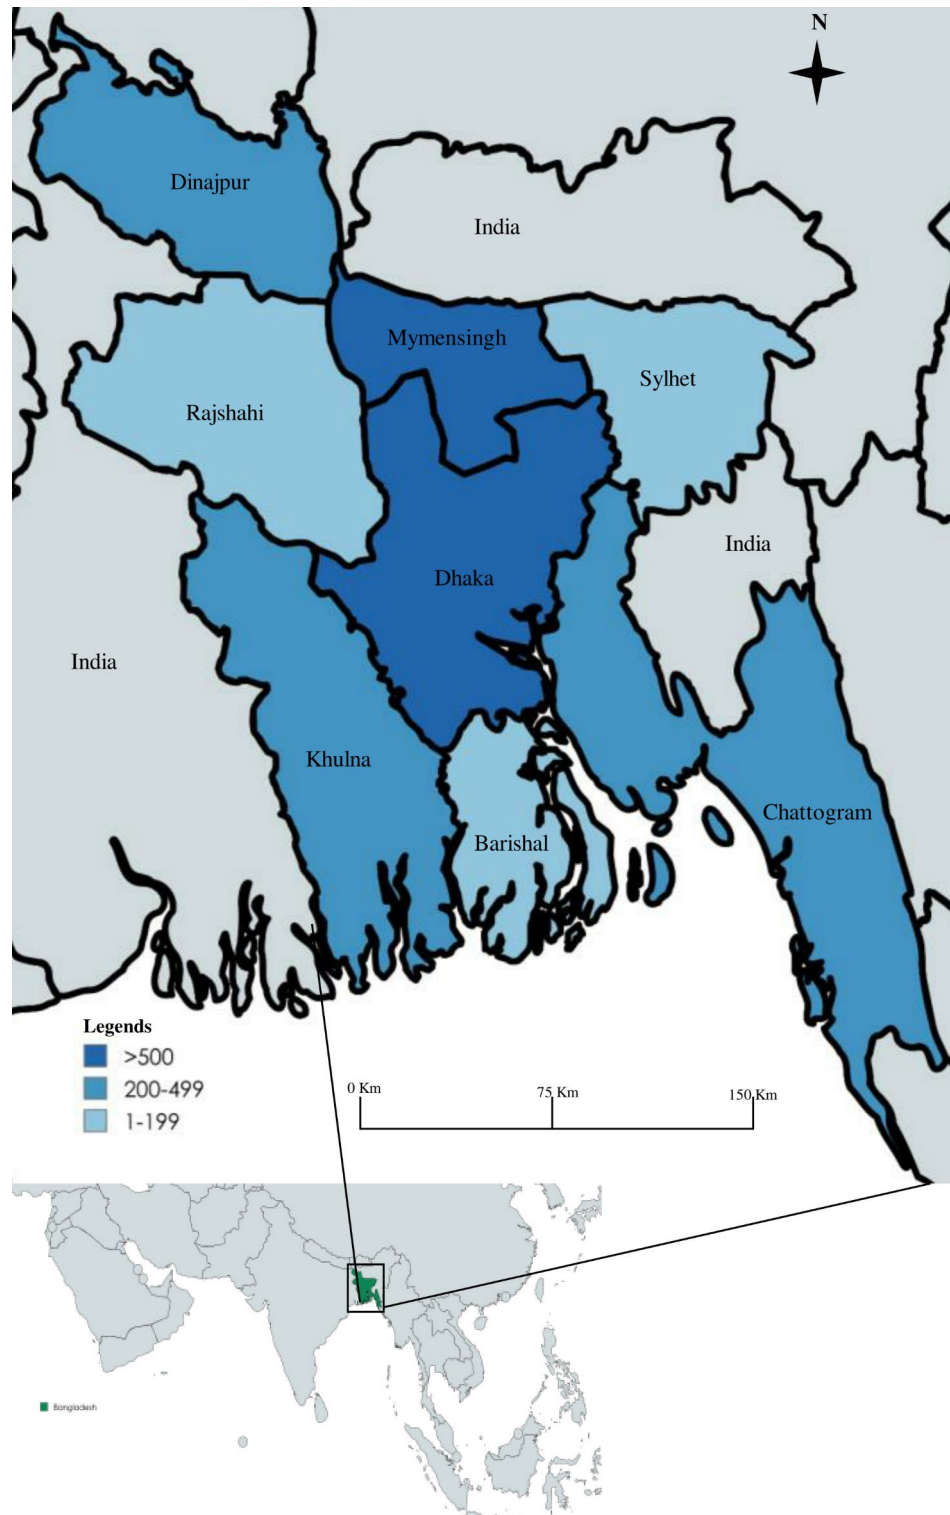 N
Dinajpur
India
Mymensingh
Sylhet
Rajshahi
India
Dhaka
India
Khulna
Chattogram
Barishal
Legends
>500
200-499
1-199
0 Km
75 Km
150 Km
Bangladesh